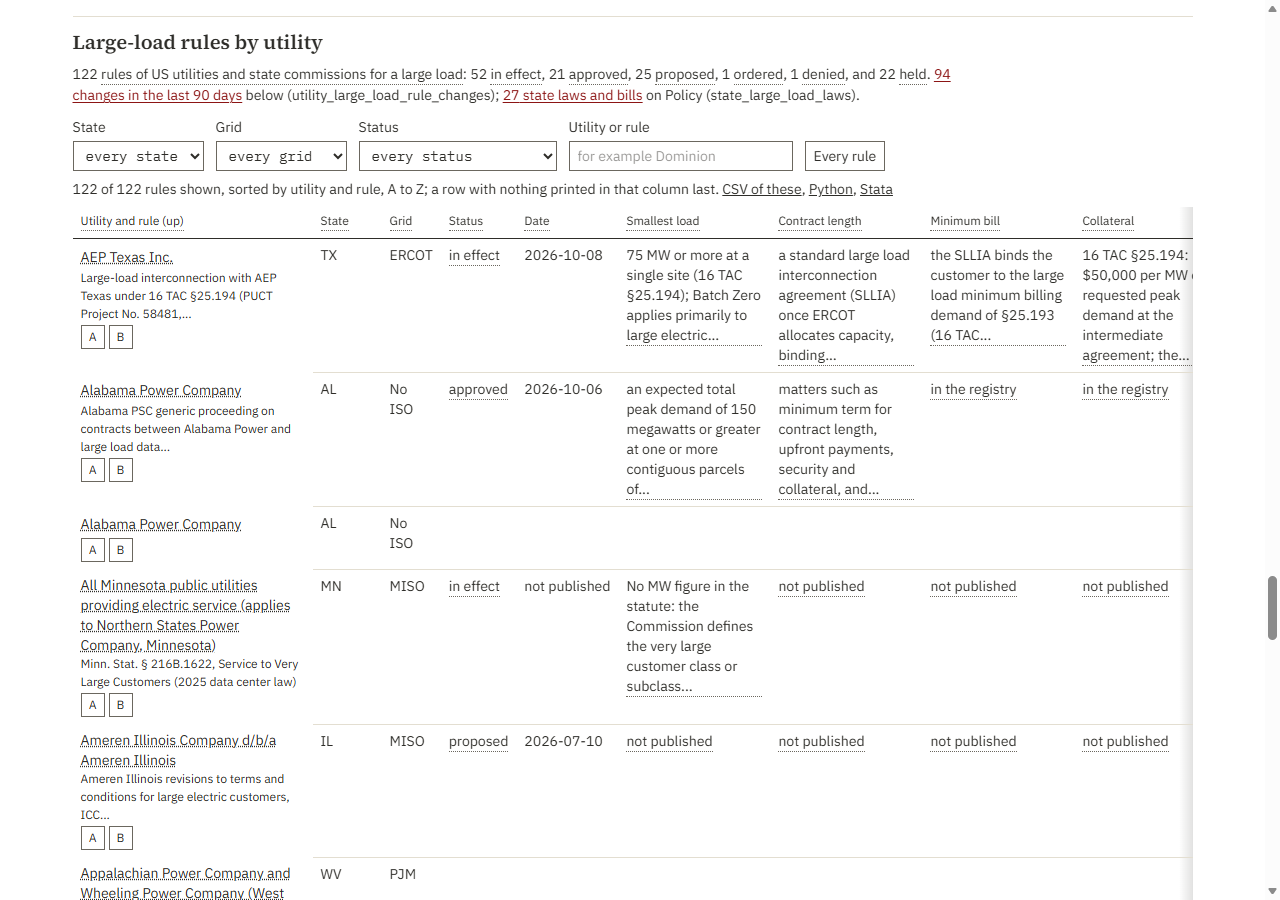 Large-load rules by utility
122 rules of US utilities and state commissions for a large load: 52 in effect, 21 approved, 25 proposed, 1 ordered, 1 denied, and 22 held. 94
changes in the last 90 days below (utility_large_load_rule_changes); 27 state laws and bills on Policy (state_large_load_laws).
State Grid Status Utility or rule
every state every grid every status for example Dominion Every rule
122 of 122 rules shown, sorted by utility and rule, A to Z; a row with nothing printed in that column last. CSV of these, Python, Stata
Utility and rule (up) State Grid Status Date Smallest load Contract length Minimum bill Collateral
AEP Texas Inc.
Large-load interconnection with AEP
Texas under 16 TAC §25.194 (PUCT
Project No. 58481,...
A B
TX ERCOT in effect 2026-10-08
75 MW or more at a
single site (16 TAC
§25.194); Batch Zero
applies primarily to
large electric...
a standard large load
interconnection
agreement (SLLIA)
once ERCOT
allocates capacity,
binding...
the SLLIA binds the
customer to the large
load minimum billing
demand of §25.193
(16 TAC...
16 TAC §25.194:
$50,000 per MW
requested peak
demand at the
intermediate
agreement; the...
Alabama Power Company
Alabama PSC generic proceeding on
contracts between Alabama Power and
large load data...
A B
AL No
ISO
approved 2026-10-06
an expected total
peak demand of 150
megawatts or greater
at one or more
contiguous parcels
of...
matters such as
minimum term for
contract length,
upfront payments,
security and
collateral, and...
in the registry in the registry
Alabama Power Company
A B
AL No
ISO
All Minnesota public utilities
providing electric service (applies
to Northern States Power
Company, Minnesota)
Minn. Stat. § 216B.1622, Service to Very
Large Customers (2025 data center law)
A B
MN MISO in effect not published
No MW figure in the
statute: the
Commission defines
the very large
customer class or
subclass...
not published not published not published
Ameren Illinois Company d/b/a
Ameren Illinois
Ameren Illinois revisions to terms and
conditions for large electric customers,
ICC...
A B
IL MISO proposed 2026-07-10 not published not published not published not published
Appalachian Power Company and
Wheeling Power Company (West
WV PJM